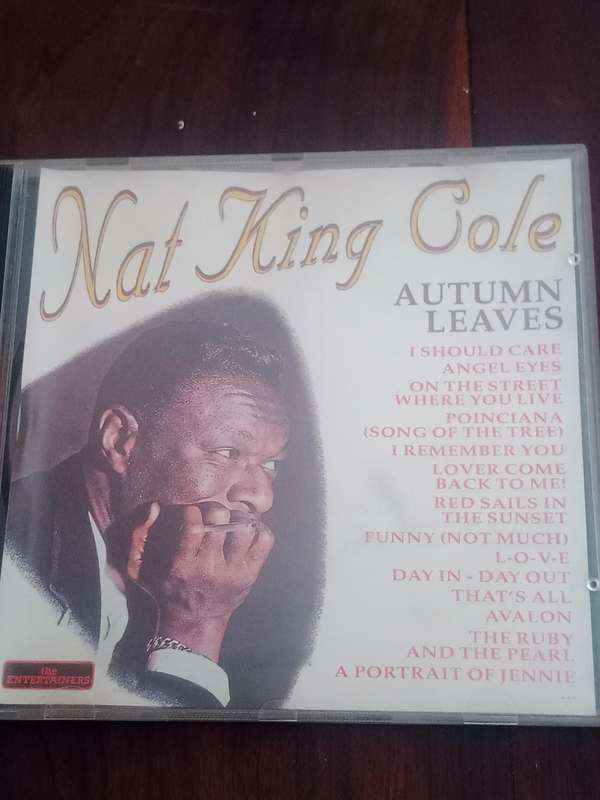 Nat King Cole
AUTUMN
LEAVES
I SHOULD CARE
ANGEL EYES
ON THE STREET
WHERE YOU LIVE
POINCIANA
(SONG OF THE TREE)
I REMEMBER YOU
LOVER COME
BACK TO ME!
RED SAILS IN
THE SUNSET
FUNNY (NOT MUCH)
L-O-V-E
DAY IN - DAY OUT
THAT'S ALL
AVALON
THE RUBY
AND THE PEARL
A PORTRAIT OF JENNIE
the
ENTERTAINERS